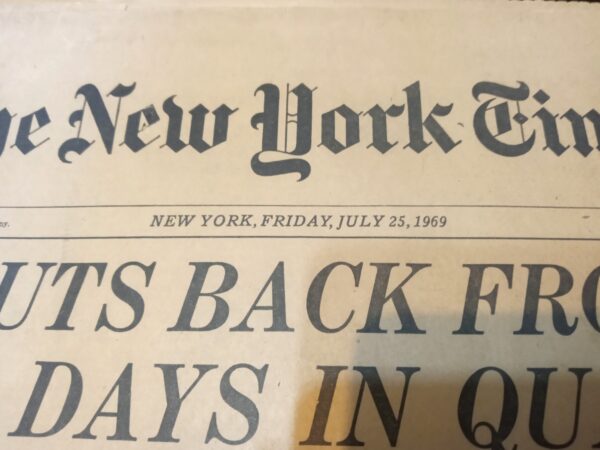 he New York Tim
NEW YORK, FRIDAY, JULY 25, 1969
UTS BACK FRO
DAYS IN QU